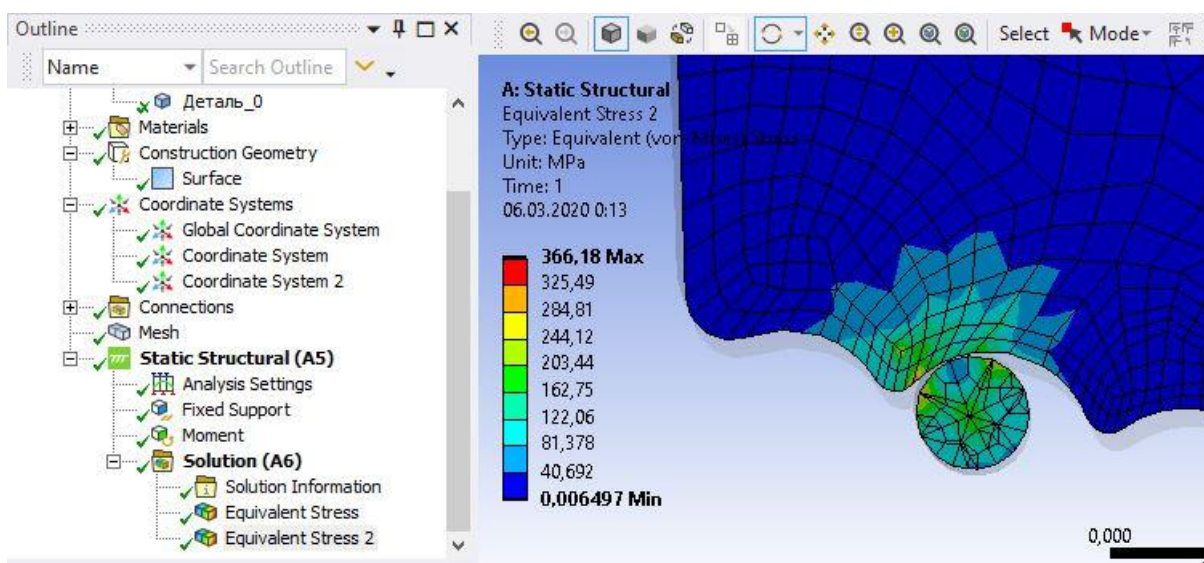 Outline
Name
Search Outline
Деталь_0
Materials
Construction Geometry
Surface
Coordinate Systems
Global Coordinate System
Coordinate System
Coordinate System 2
Connections
Mesh
Static Structural (A5)
Analysis Settings
Fixed Support
Moment
Solution (A6)
Solution Information
Equivalent Stress
Equivalent Stress 2
Select Mode
A: Static Structural
Equivalent Stress 2
Type: Equivalent (von-Mises) Stress
Unit: MPa
Time: 1
06.03.2020 0:13
366,18 Max
325,49
284,81
244,12
203,44
162,75
122,06
81,378
40,692
0,006497 Min
0,000